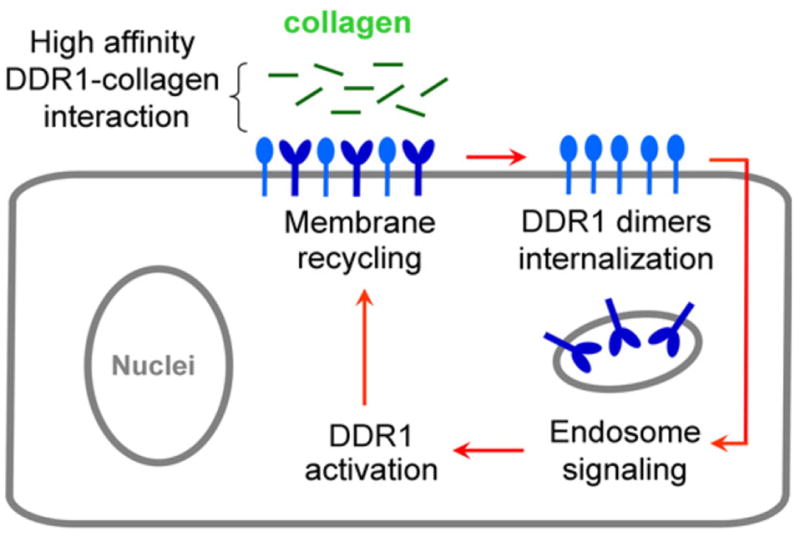 collagen
High affinity
DDR1-collagen
interaction
Membrane
recycling
DDR1 dimers
internalization
Nuclei
DDR1
activation
Endosome
signaling